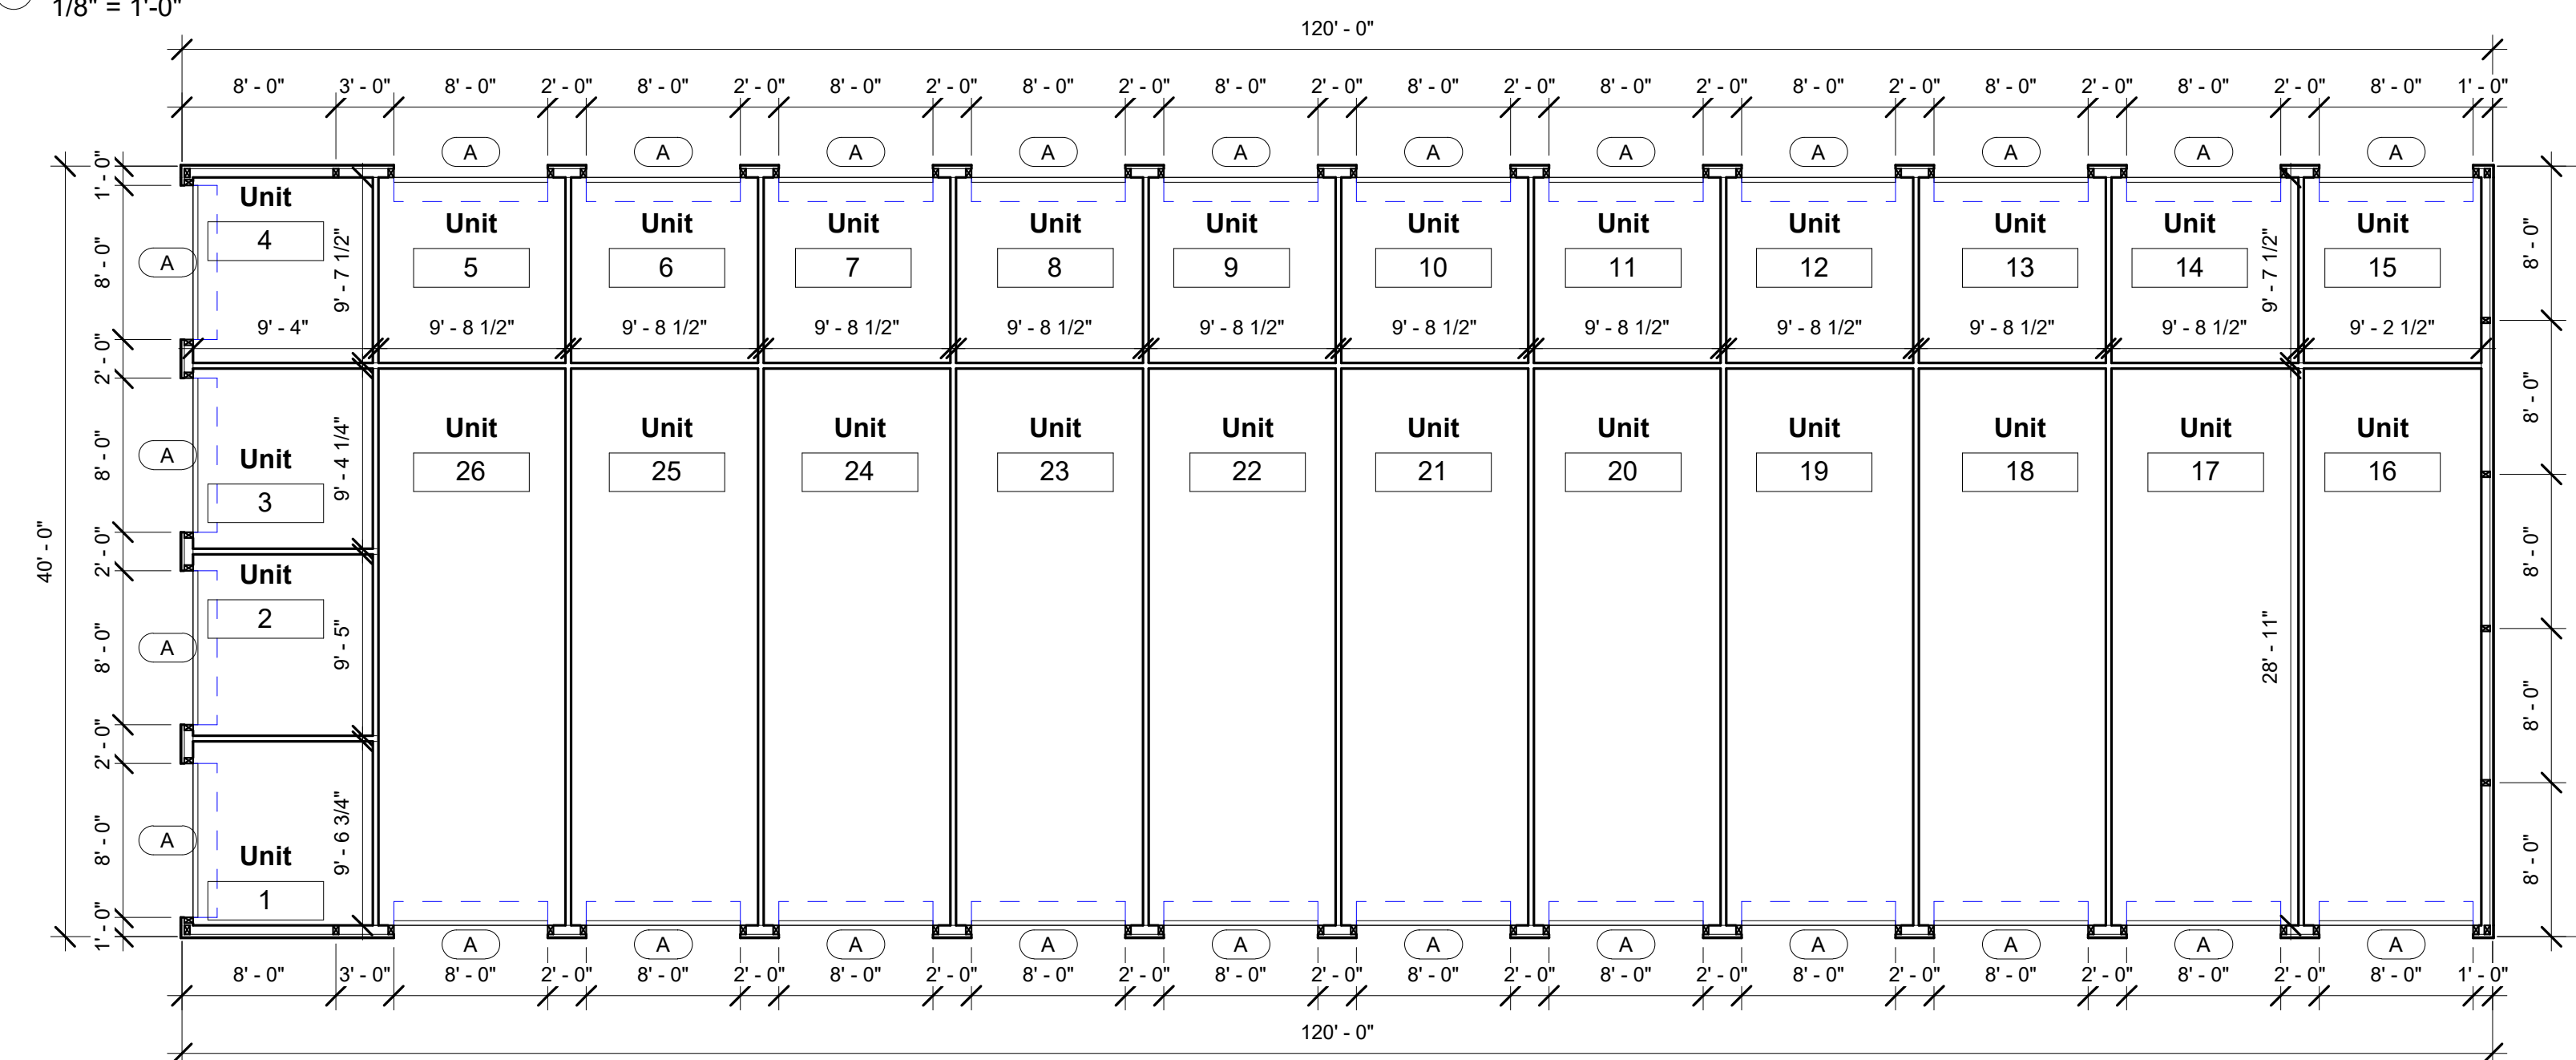 1/8" = 1'-0"
120' - 0"
8' - 0" 3' - 0" 8' - 0" 2' - 0" 8' - 0" 2' - 0" 8' - 0" 2' - 0" 8' - 0" 2' - 0" 8' - 0" 2' - 0" 8' - 0" 2' - 0" 8' - 0" 2' - 0" 8' - 0" 2' - 0" 8' - 0" 2' - 0" 8' - 0" 2' - 0" 8' - 0" 1' - 0"
A A A A A A A A A A A
40' - 0"
1' - 0"
8' - 0"
2' - 0"
8' - 0"
2' - 0"
8' - 0"
2' - 0"
8' - 0"
1' - 0"
A
A
A
A
Unit
4
9' - 7 1/2"
9' - 4"
Unit
3
9' - 4 1/4"
Unit
2
9' - 5"
Unit
1
9' - 6 3/4"
Unit Unit Unit Unit Unit Unit Unit Unit Unit Unit Unit
5 6 7 8 9 10 11 12 13 14 15
9' - 7 1/2"
9' - 8 1/2" 9' - 8 1/2" 9' - 8 1/2" 9' - 8 1/2" 9' - 8 1/2" 9' - 8 1/2" 9' - 8 1/2" 9' - 8 1/2" 9' - 8 1/2" 9' - 8 1/2" 9' - 2 1/2"
Unit Unit Unit Unit Unit Unit Unit Unit Unit Unit Unit
26 25 24 23 22 21 20 19 18 17 16
28' - 11"
8' - 0"
8' - 0"
8' - 0"
8' - 0"
8' - 0"
A A A A A A A A A A A
8' - 0" 3' - 0" 8' - 0" 2' - 0" 8' - 0" 2' - 0" 8' - 0" 2' - 0" 8' - 0" 2' - 0" 8' - 0" 2' - 0" 8' - 0" 2' - 0" 8' - 0" 2' - 0" 8' - 0" 2' - 0" 8' - 0" 2' - 0" 8' - 0" 2' - 0" 8' - 0" 1' - 0"
120' - 0"